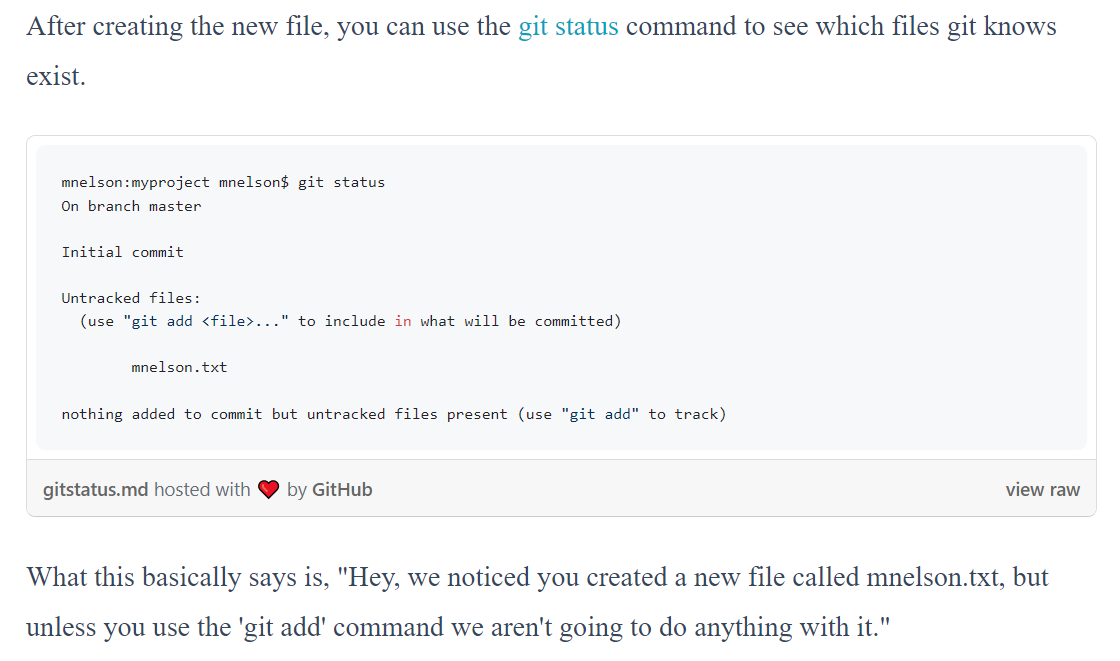 After creating the new file, you can use the git status command to see which files git knows
exist.
mnelson:myproject mnelson$ git status
On branch master
Initial commit
Untracked files:
  (use "git add <file>..." to include in what will be committed)
        mnelson.txt
nothing added to commit but untracked files present (use "git add" to track)
gitstatus.md hosted with ❤ by GitHub view raw
What this basically says is, "Hey, we noticed you created a new file called mnelson.txt, but
unless you use the 'git add' command we aren't going to do anything with it."